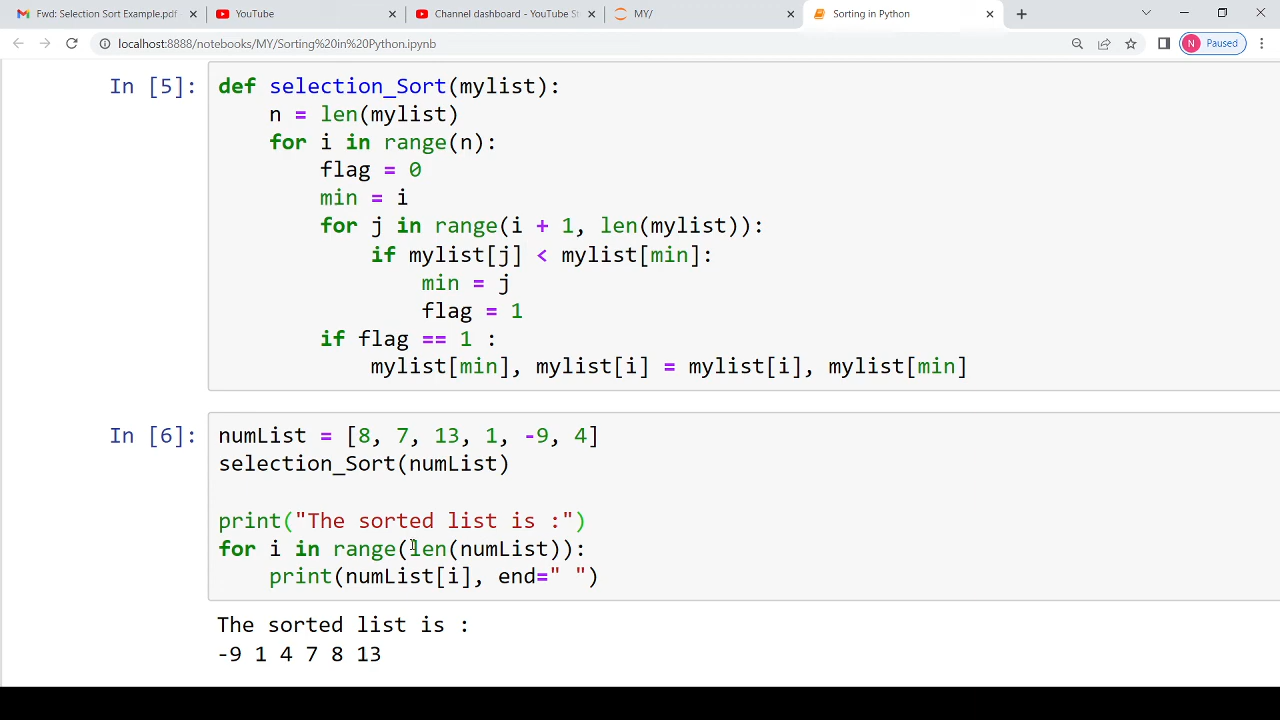 Fwd: Selection Sort Example.pdf
YouTube
Channel dashboard - YouTube St
MY/
Sorting in Python
localhost:8888/notebooks/MY/Sorting%20in%20Python.ipynb
N Paused
In [5]:
def selection_Sort(mylist):
    n = len(mylist)
    for i in range(n):
        flag = 0
        min = i
        for j in range(i + 1, len(mylist)):
            if mylist[j] < mylist[min]:
                min = j
                flag = 1
        if flag == 1 :
            mylist[min], mylist[i] = mylist[i], mylist[min]
In [6]:
numList = [8, 7, 13, 1, -9, 4]
selection_Sort(numList)
print("The sorted list is :")
for i in range(len(numList)):
    print(numList[i], end=" ")
The sorted list is :
-9 1 4 7 8 13